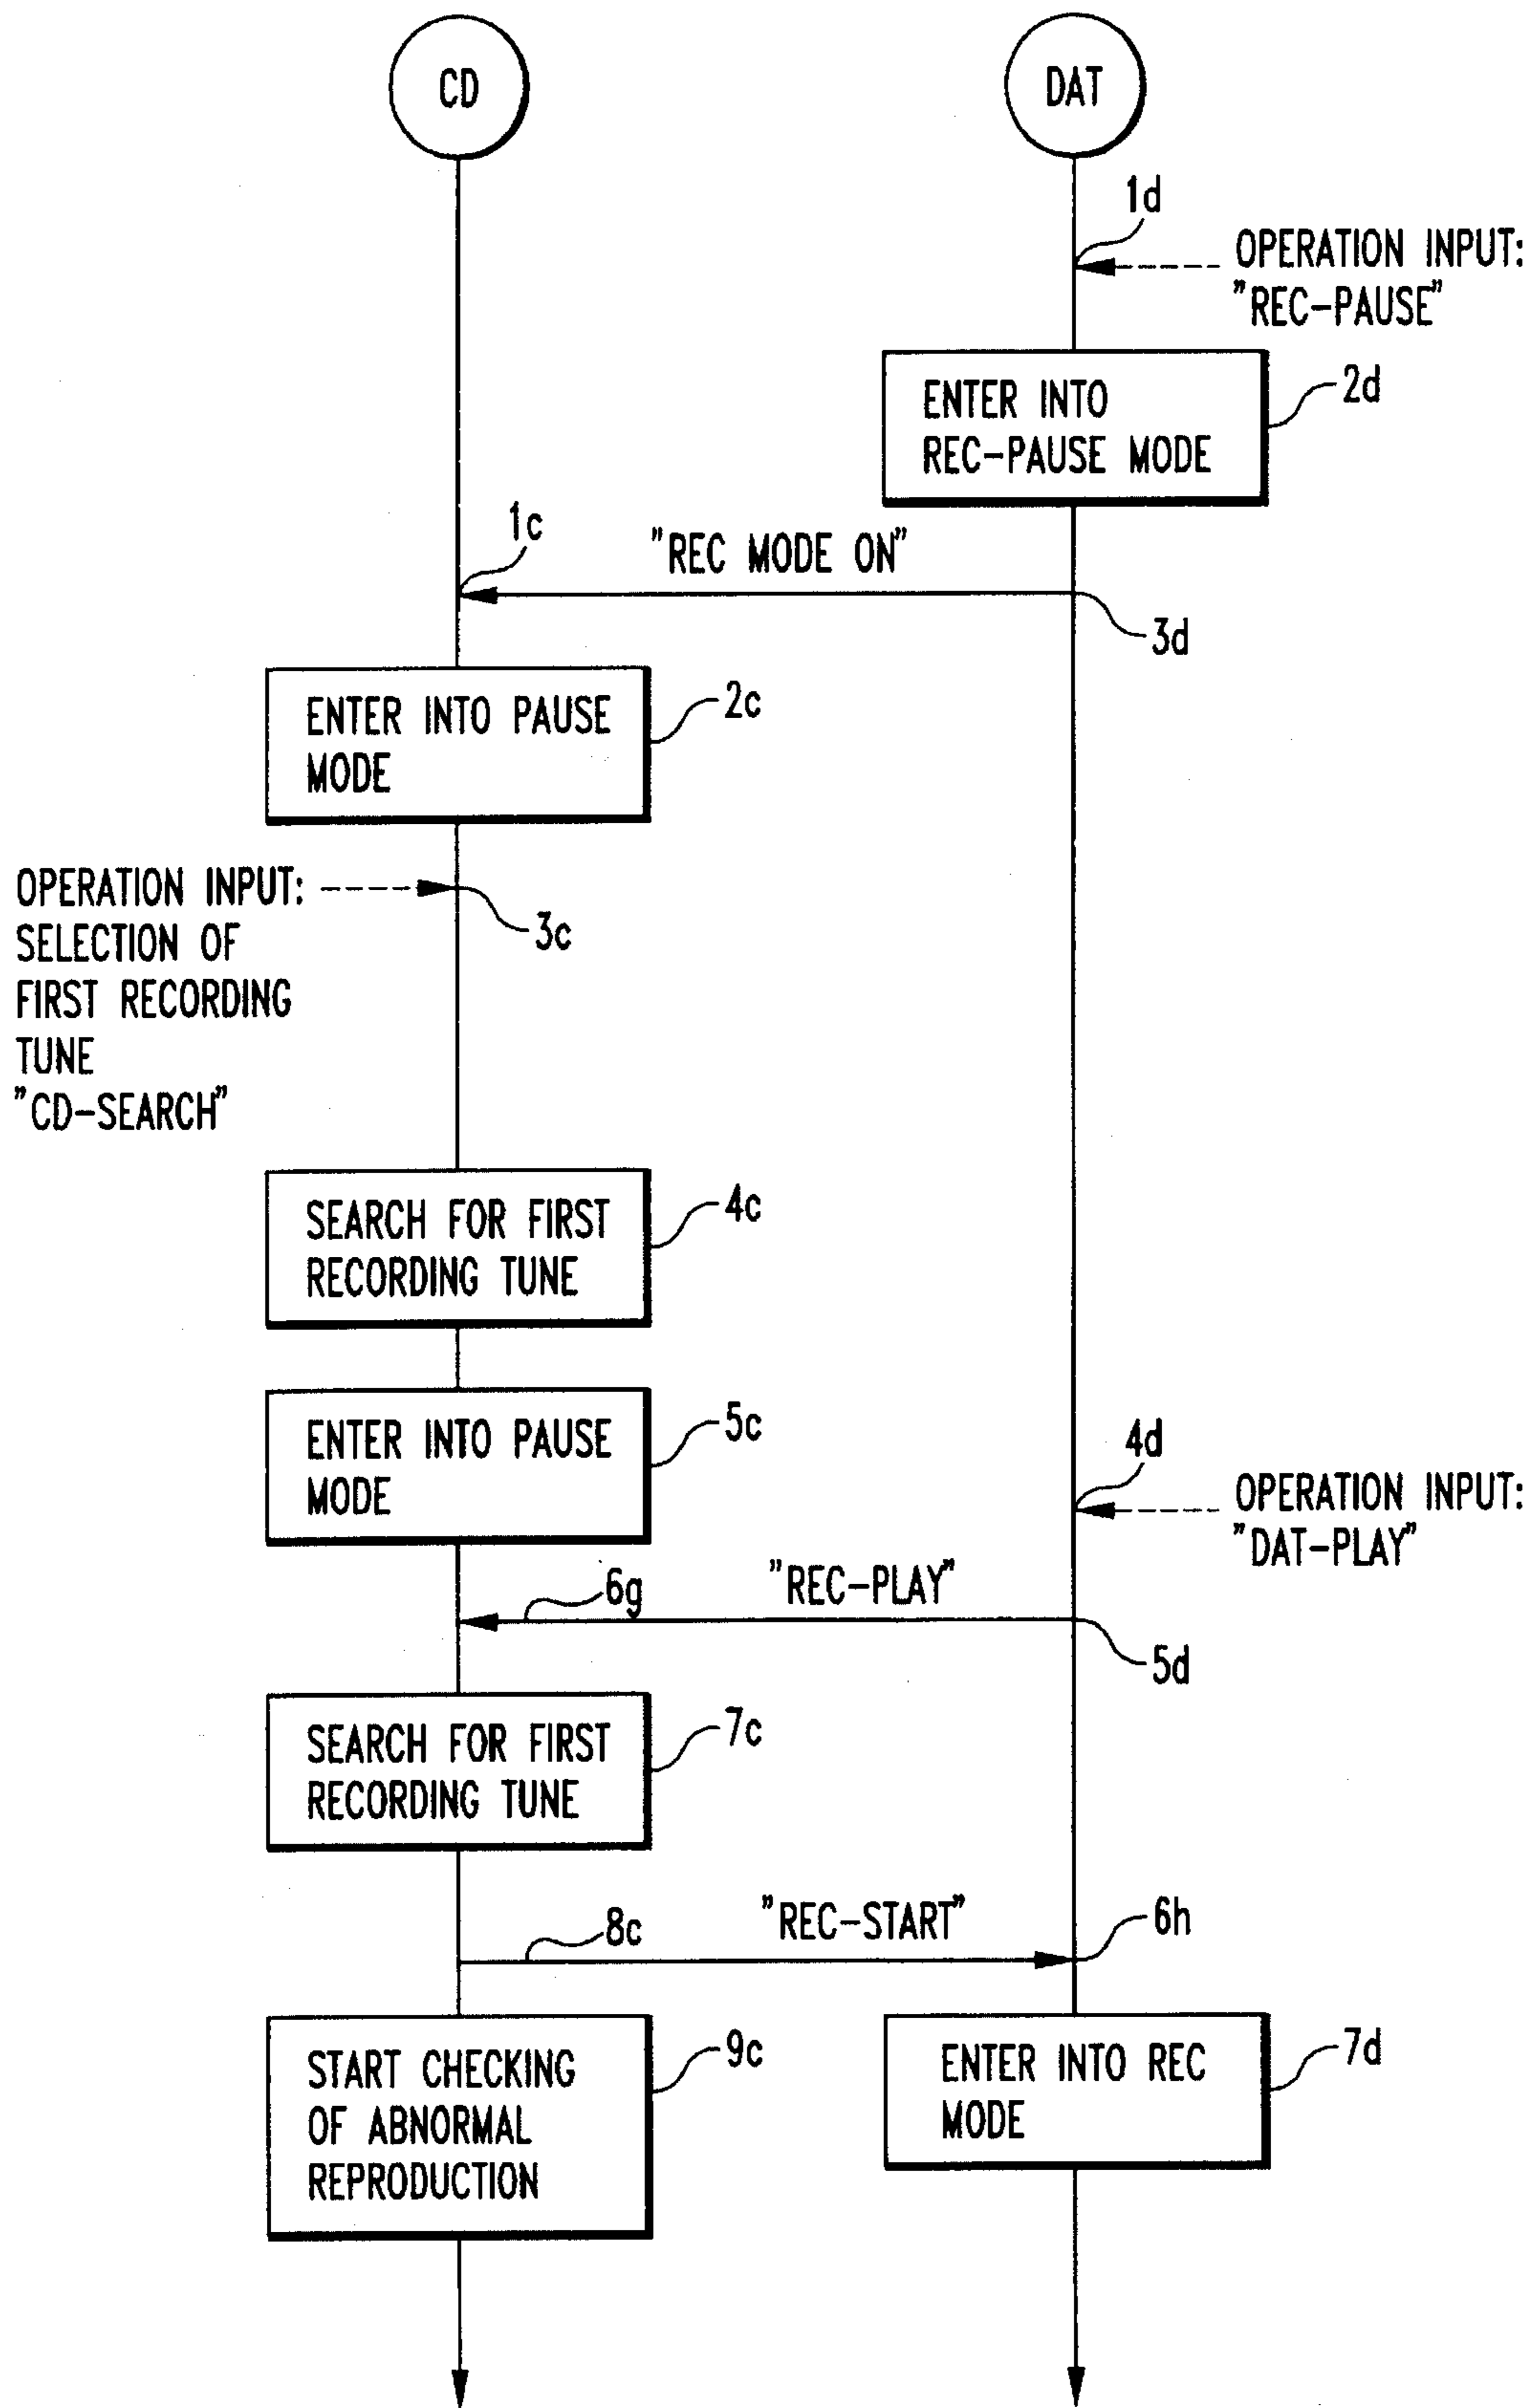 CD
DAT
1d
OPERATION INPUT:
"REC-PAUSE"
ENTER INTO
REC-PAUSE MODE
2d
1c
"REC MODE ON"
3d
ENTER INTO PAUSE
MODE
2c
OPERATION INPUT:
SELECTION OF
FIRST RECORDING
TUNE
"CD-SEARCH"
3c
SEARCH FOR FIRST
RECORDING TUNE
4c
ENTER INTO PAUSE
MODE
5c
4d
OPERATION INPUT:
"DAT-PLAY"
6g
"REC-PLAY"
5d
SEARCH FOR FIRST
RECORDING TUNE
7c
8c
"REC-START"
6h
START CHECKING
OF ABNORMAL
REPRODUCTION
9c
ENTER INTO REC
MODE
7d